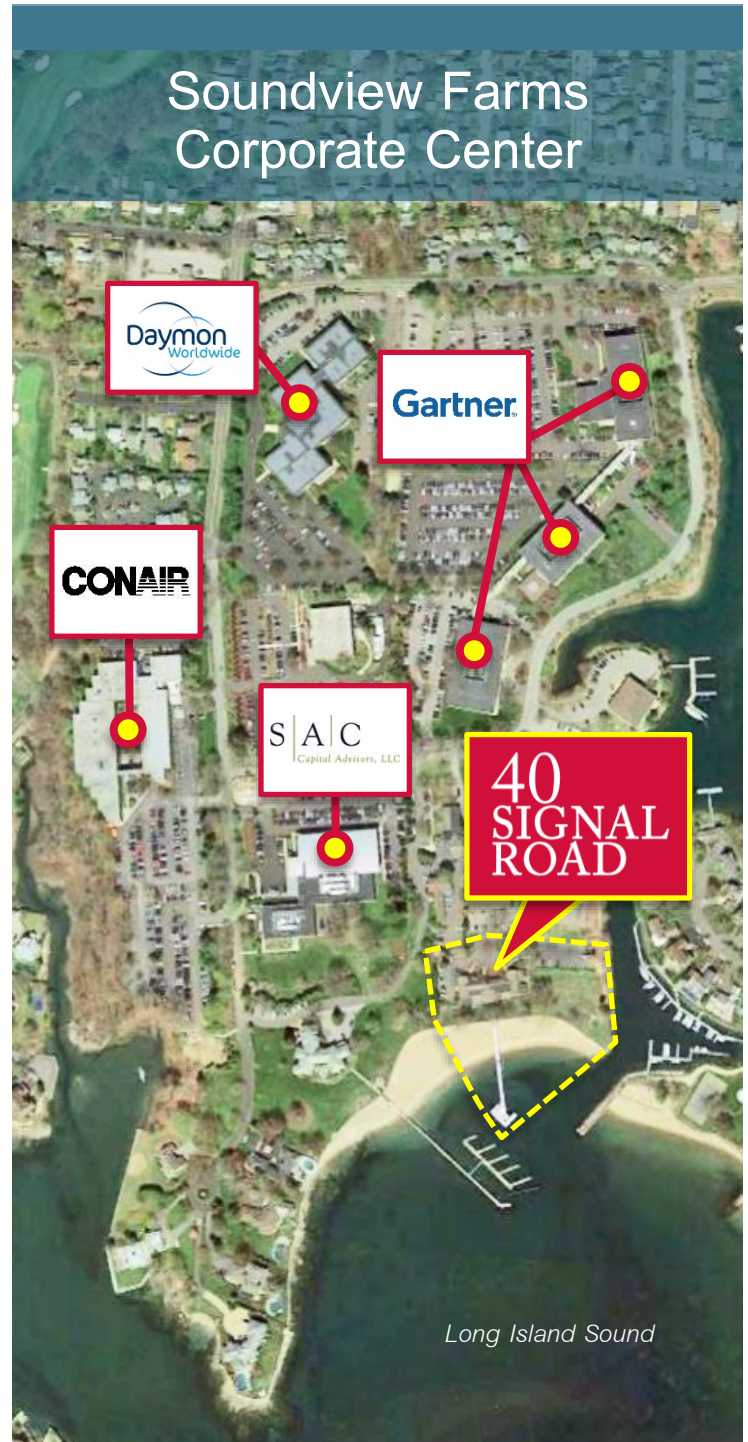 Soundview Farms
Corporate Center
Daymon
Worldwide
Gartner
CONAIR
S|A|C
Capital Advisors, LLC
40
SIGNAL
ROAD
Long Island Sound